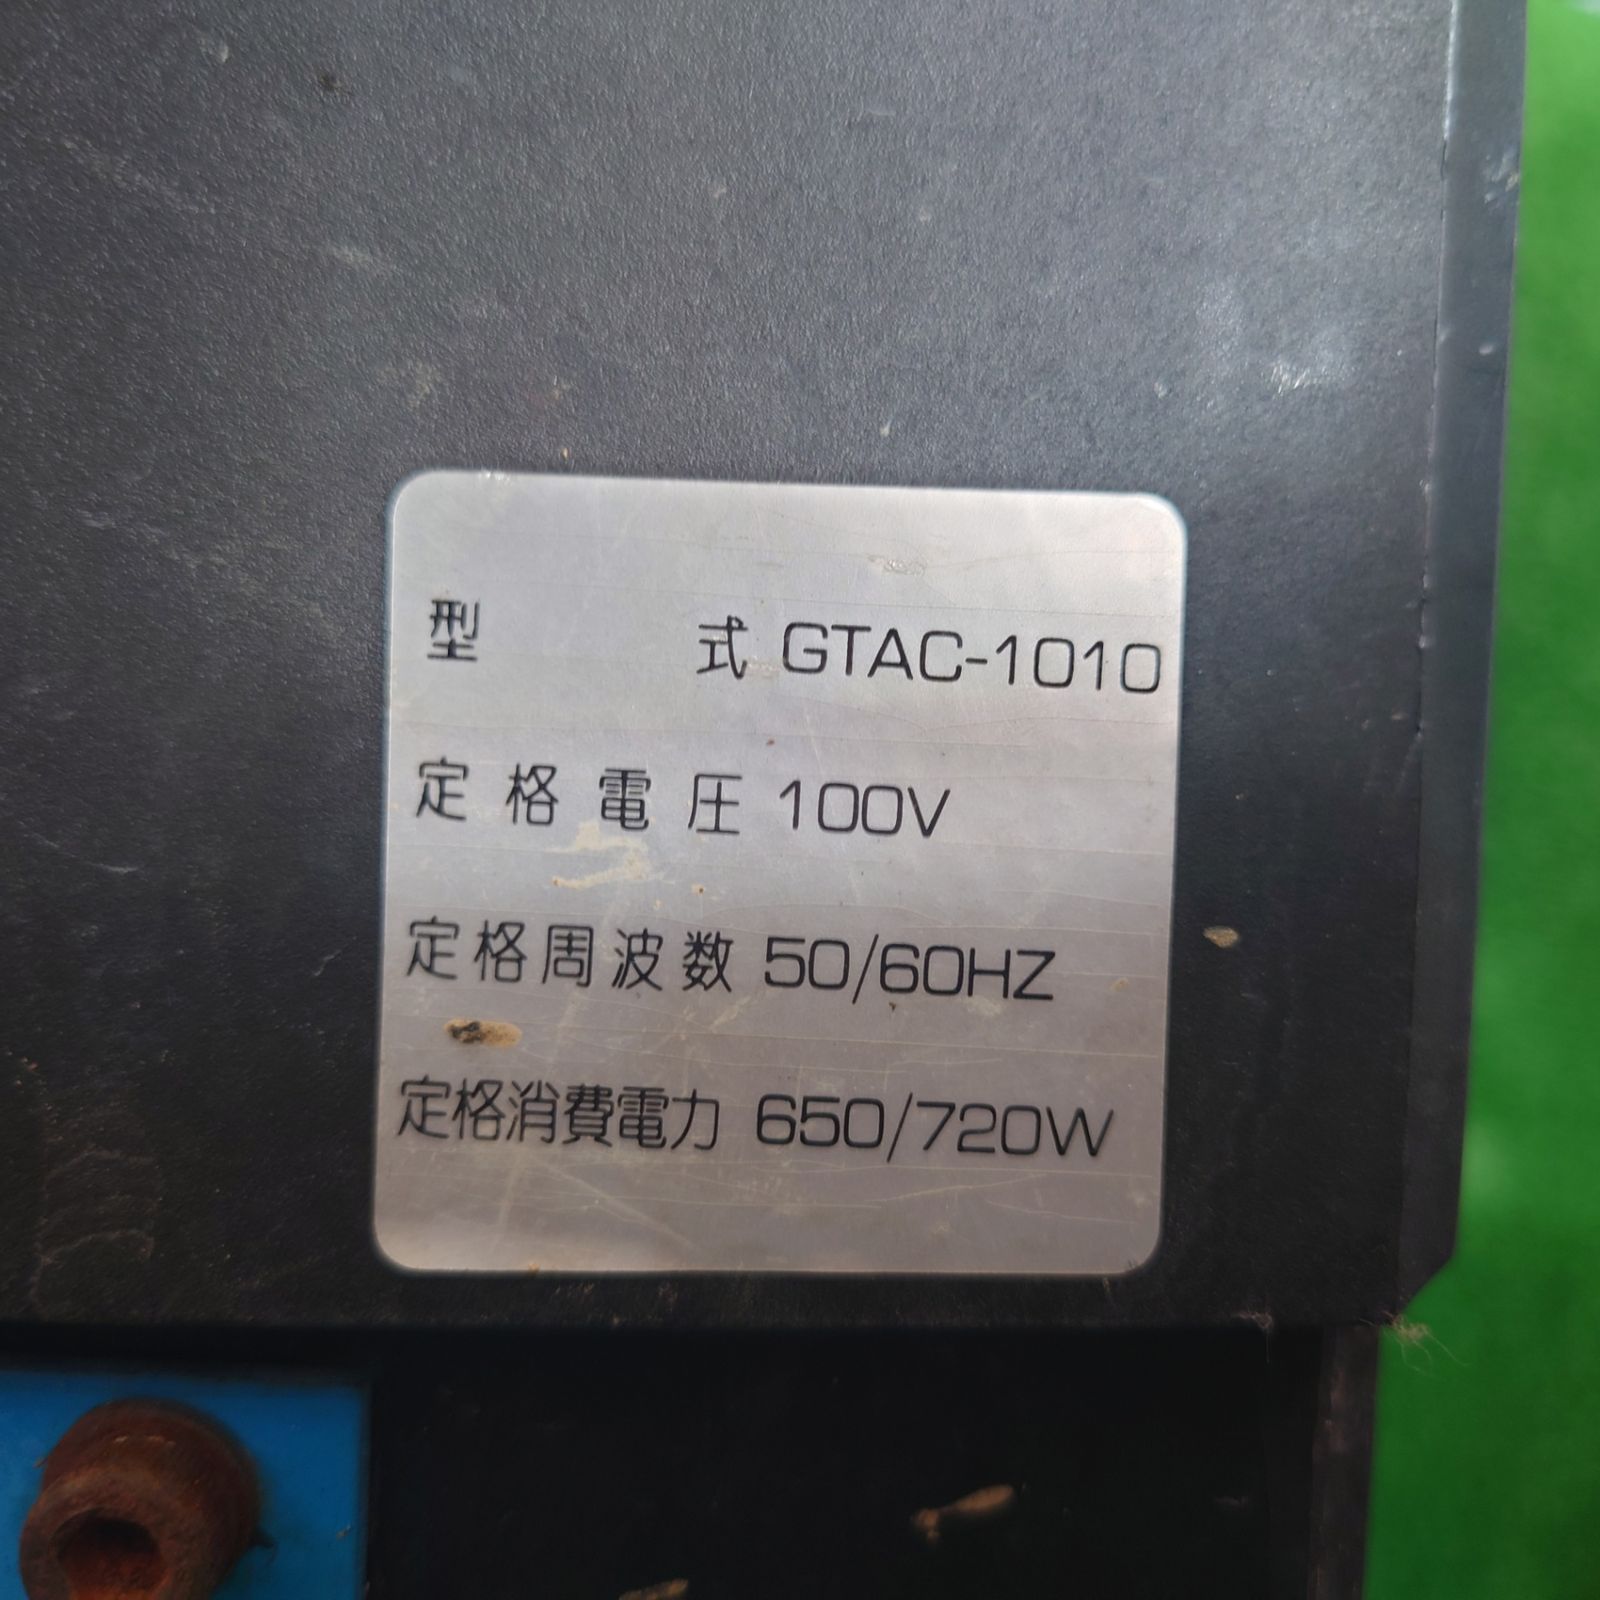 型 式 GTAC-1010
定格電圧 100V
定格周波数 50/60HZ
定格消費電力 650/720W